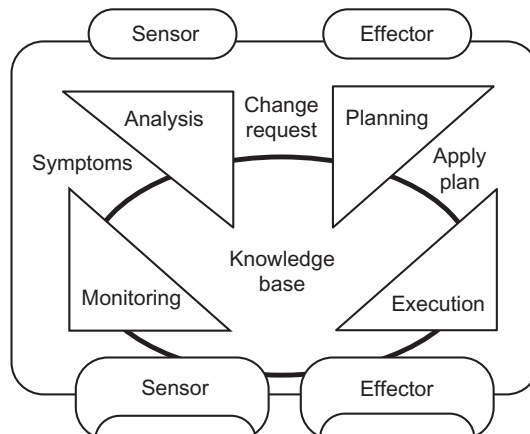 Sensor
Effector
Analysis
Change
request
Planning
Symptoms
Apply
plan
Knowledge
base
Monitoring
Execution
Sensor
Effector